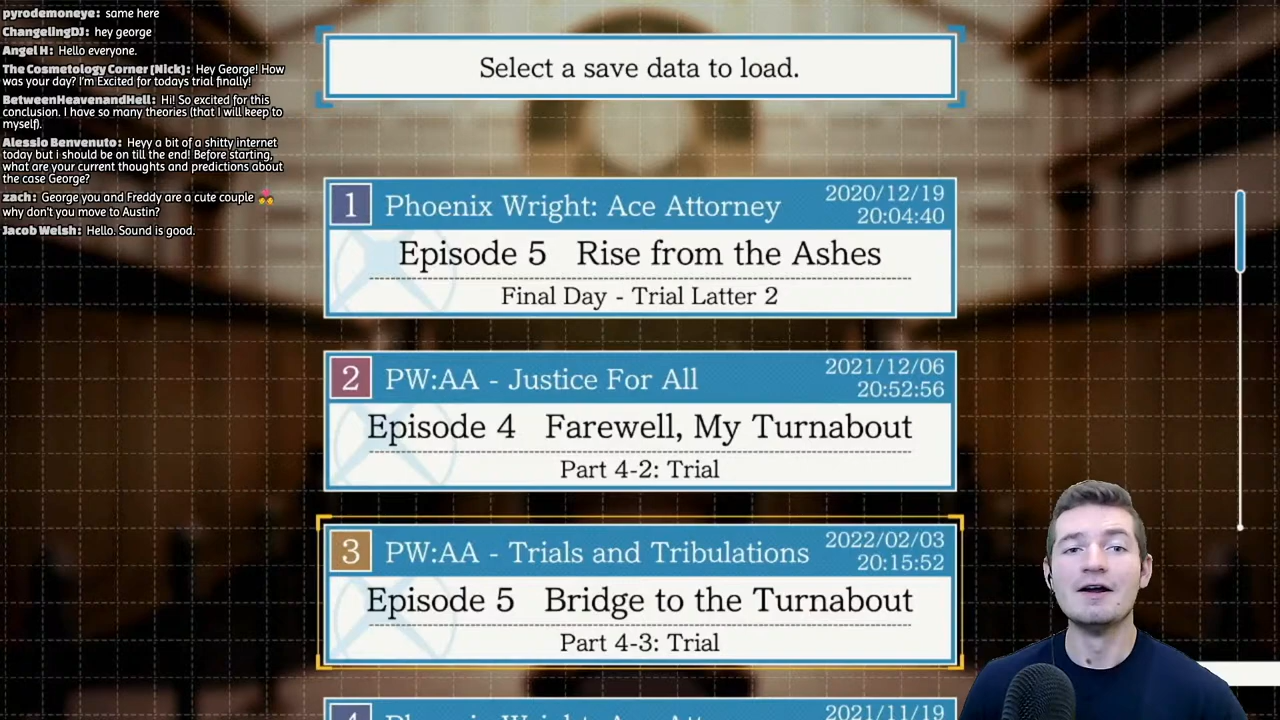 pyrodemoneye: same here
ChangelingDJ: hey george
Angel H: Hello everyone.
The Cosmetology Corner [Nick]: Hey George! How
was your day? I'm Excited for todays trial finally!
BetweenHeavenandHell: Hi! So excited for this
conclusion. I have so many theories (that I will keep to
myself).
Alessio Benvenuto: Heyy a bit of a shitty internet
today but i should be on till the end! Before starting,
what are your current thoughts and predictions about
the case George?
zach: George you and Freddy are a cute couple 💏
why don't you move to Austin?
Jacob Welsh: Hello. Sound is good.
Select a save data to load.
1 Phoenix Wright: Ace Attorney 2020/12/19
20:04:40
Episode 5 Rise from the Ashes
Final Day - Trial Latter 2
2 PW:AA - Justice For All 2021/12/06
20:52:56
Episode 4 Farewell, My Turnabout
Part 4-2: Trial
3 PW:AA - Trials and Tribulations 2022/02/03
20:15:52
Episode 5 Bridge to the Turnabout
Part 4-3: Trial
2021/11/19